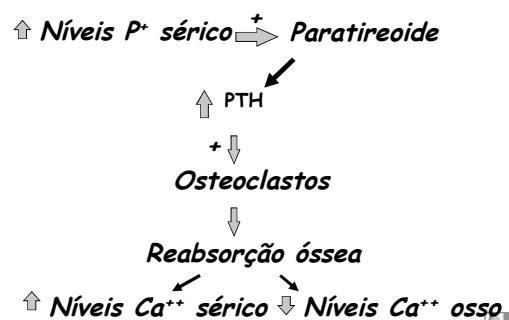 Níveis P⁺ sérico + Paratireoide
PTH
+
Osteoclastos
Reabsorção óssea
Níveis Ca⁺⁺ sérico Níveis Ca⁺⁺ osso